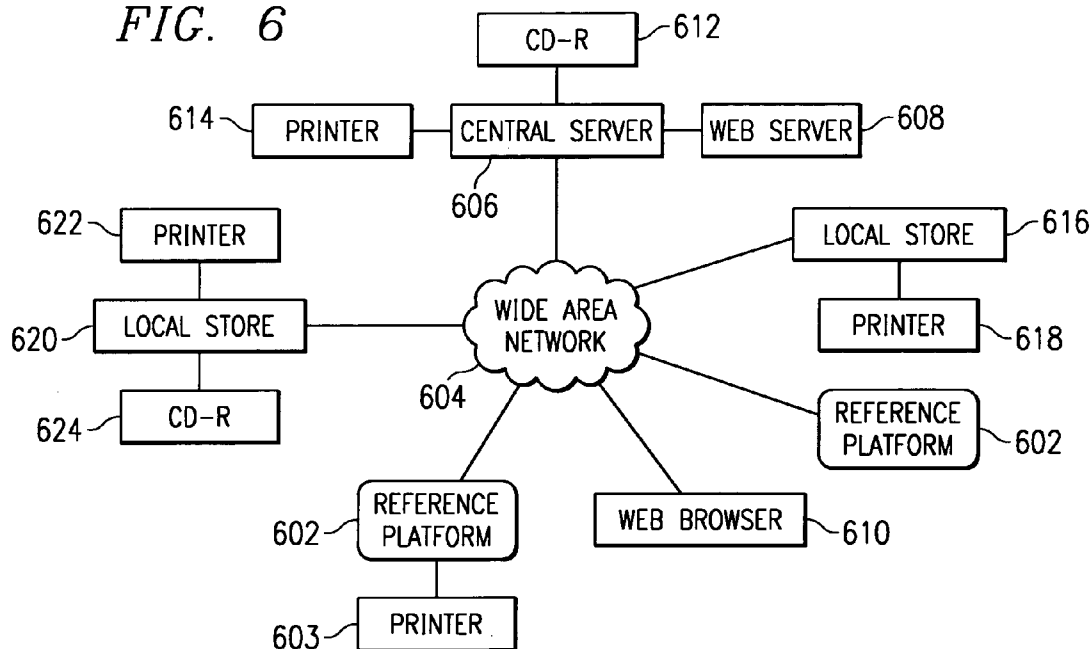 FIG. 6
CD-R
612
614
PRINTER
CENTRAL SERVER
WEB SERVER
608
606
622
PRINTER
LOCAL STORE
616
620
LOCAL STORE
WIDE AREA
NETWORK
604
PRINTER
618
624
CD-R
REFERENCE
PLATFORM
602
602
REFERENCE
PLATFORM
WEB BROWSER
610
603
PRINTER